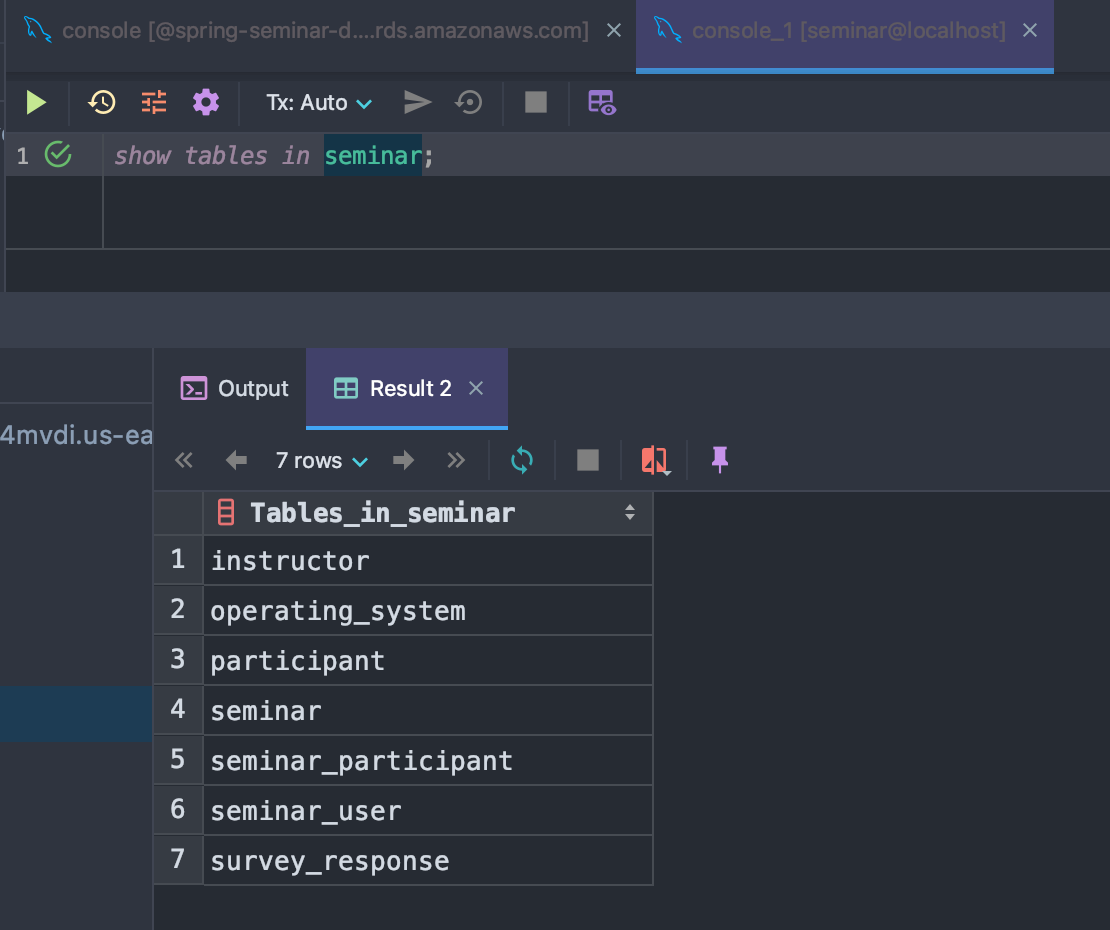 console [@spring-seminar-d....rds.amazonaws.com]
console_1 [seminar@localhost]
Tx: Auto
1 show tables in seminar;
Output
Result 2
4mvdi.us-ea
7 rows
Tables_in_seminar
1 instructor
2 operating_system
3 participant
4 seminar
5 seminar_participant
6 seminar_user
7 survey_response